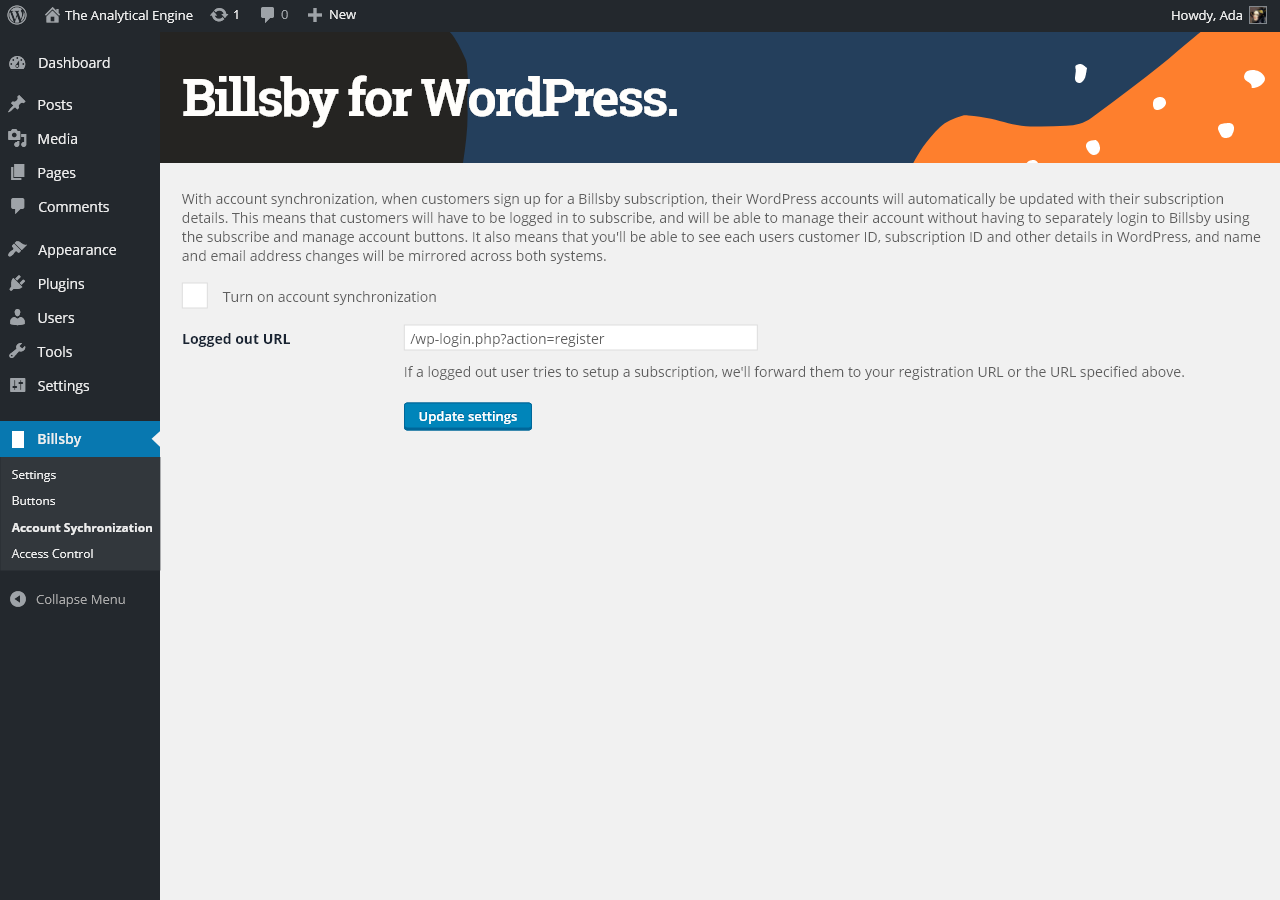 The Analytical Engine 1 0 New Howdy, Ada
Dashboard
Posts
Media
Pages
Comments
Appearance
Plugins
Users
Tools
Settings
Billsby
Settings
Buttons
Account Sychronization
Access Control
Collapse Menu
Billsby for WordPress.
With account synchronization, when customers sign up for a Billsby subscription, their WordPress accounts will automatically be updated with their subscription
details. This means that customers will have to be logged in to subscribe, and will be able to manage their account without having to separately login to Billsby using
the subscribe and manage account buttons. It also means that you'll be able to see each users customer ID, subscription ID and other details in WordPress, and name
and email address changes will be mirrored across both systems.
Turn on account synchronization
Logged out URL /wp-login.php?action=register
If a logged out user tries to setup a subscription, we'll forward them to your registration URL or the URL specified above.
Update settings